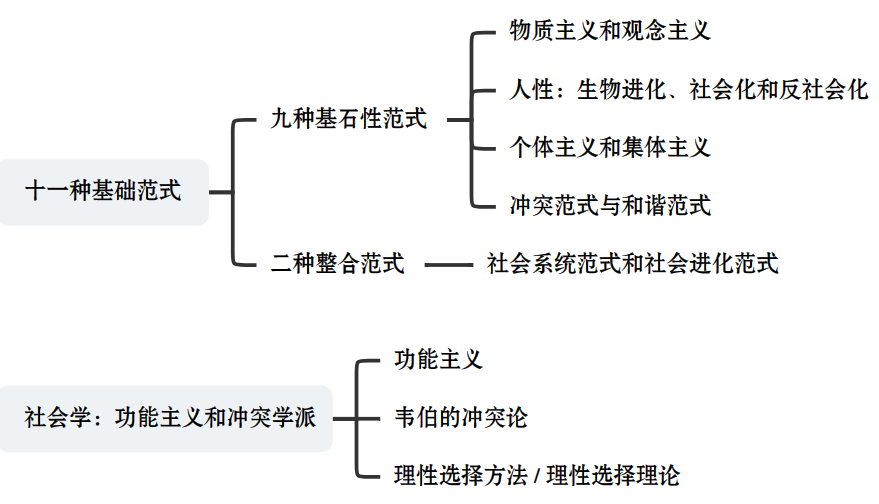 十一种基础范式
九种基石性范式
物质主义和观念主义
人性：生物进化、社会化和反社会化
个体主义和集体主义
冲突范式与和谐范式
二种整合范式
社会系统范式和社会进化范式
社会学：功能主义和冲突学派
功能主义
韦伯的冲突论
理性选择方法 / 理性选择理论